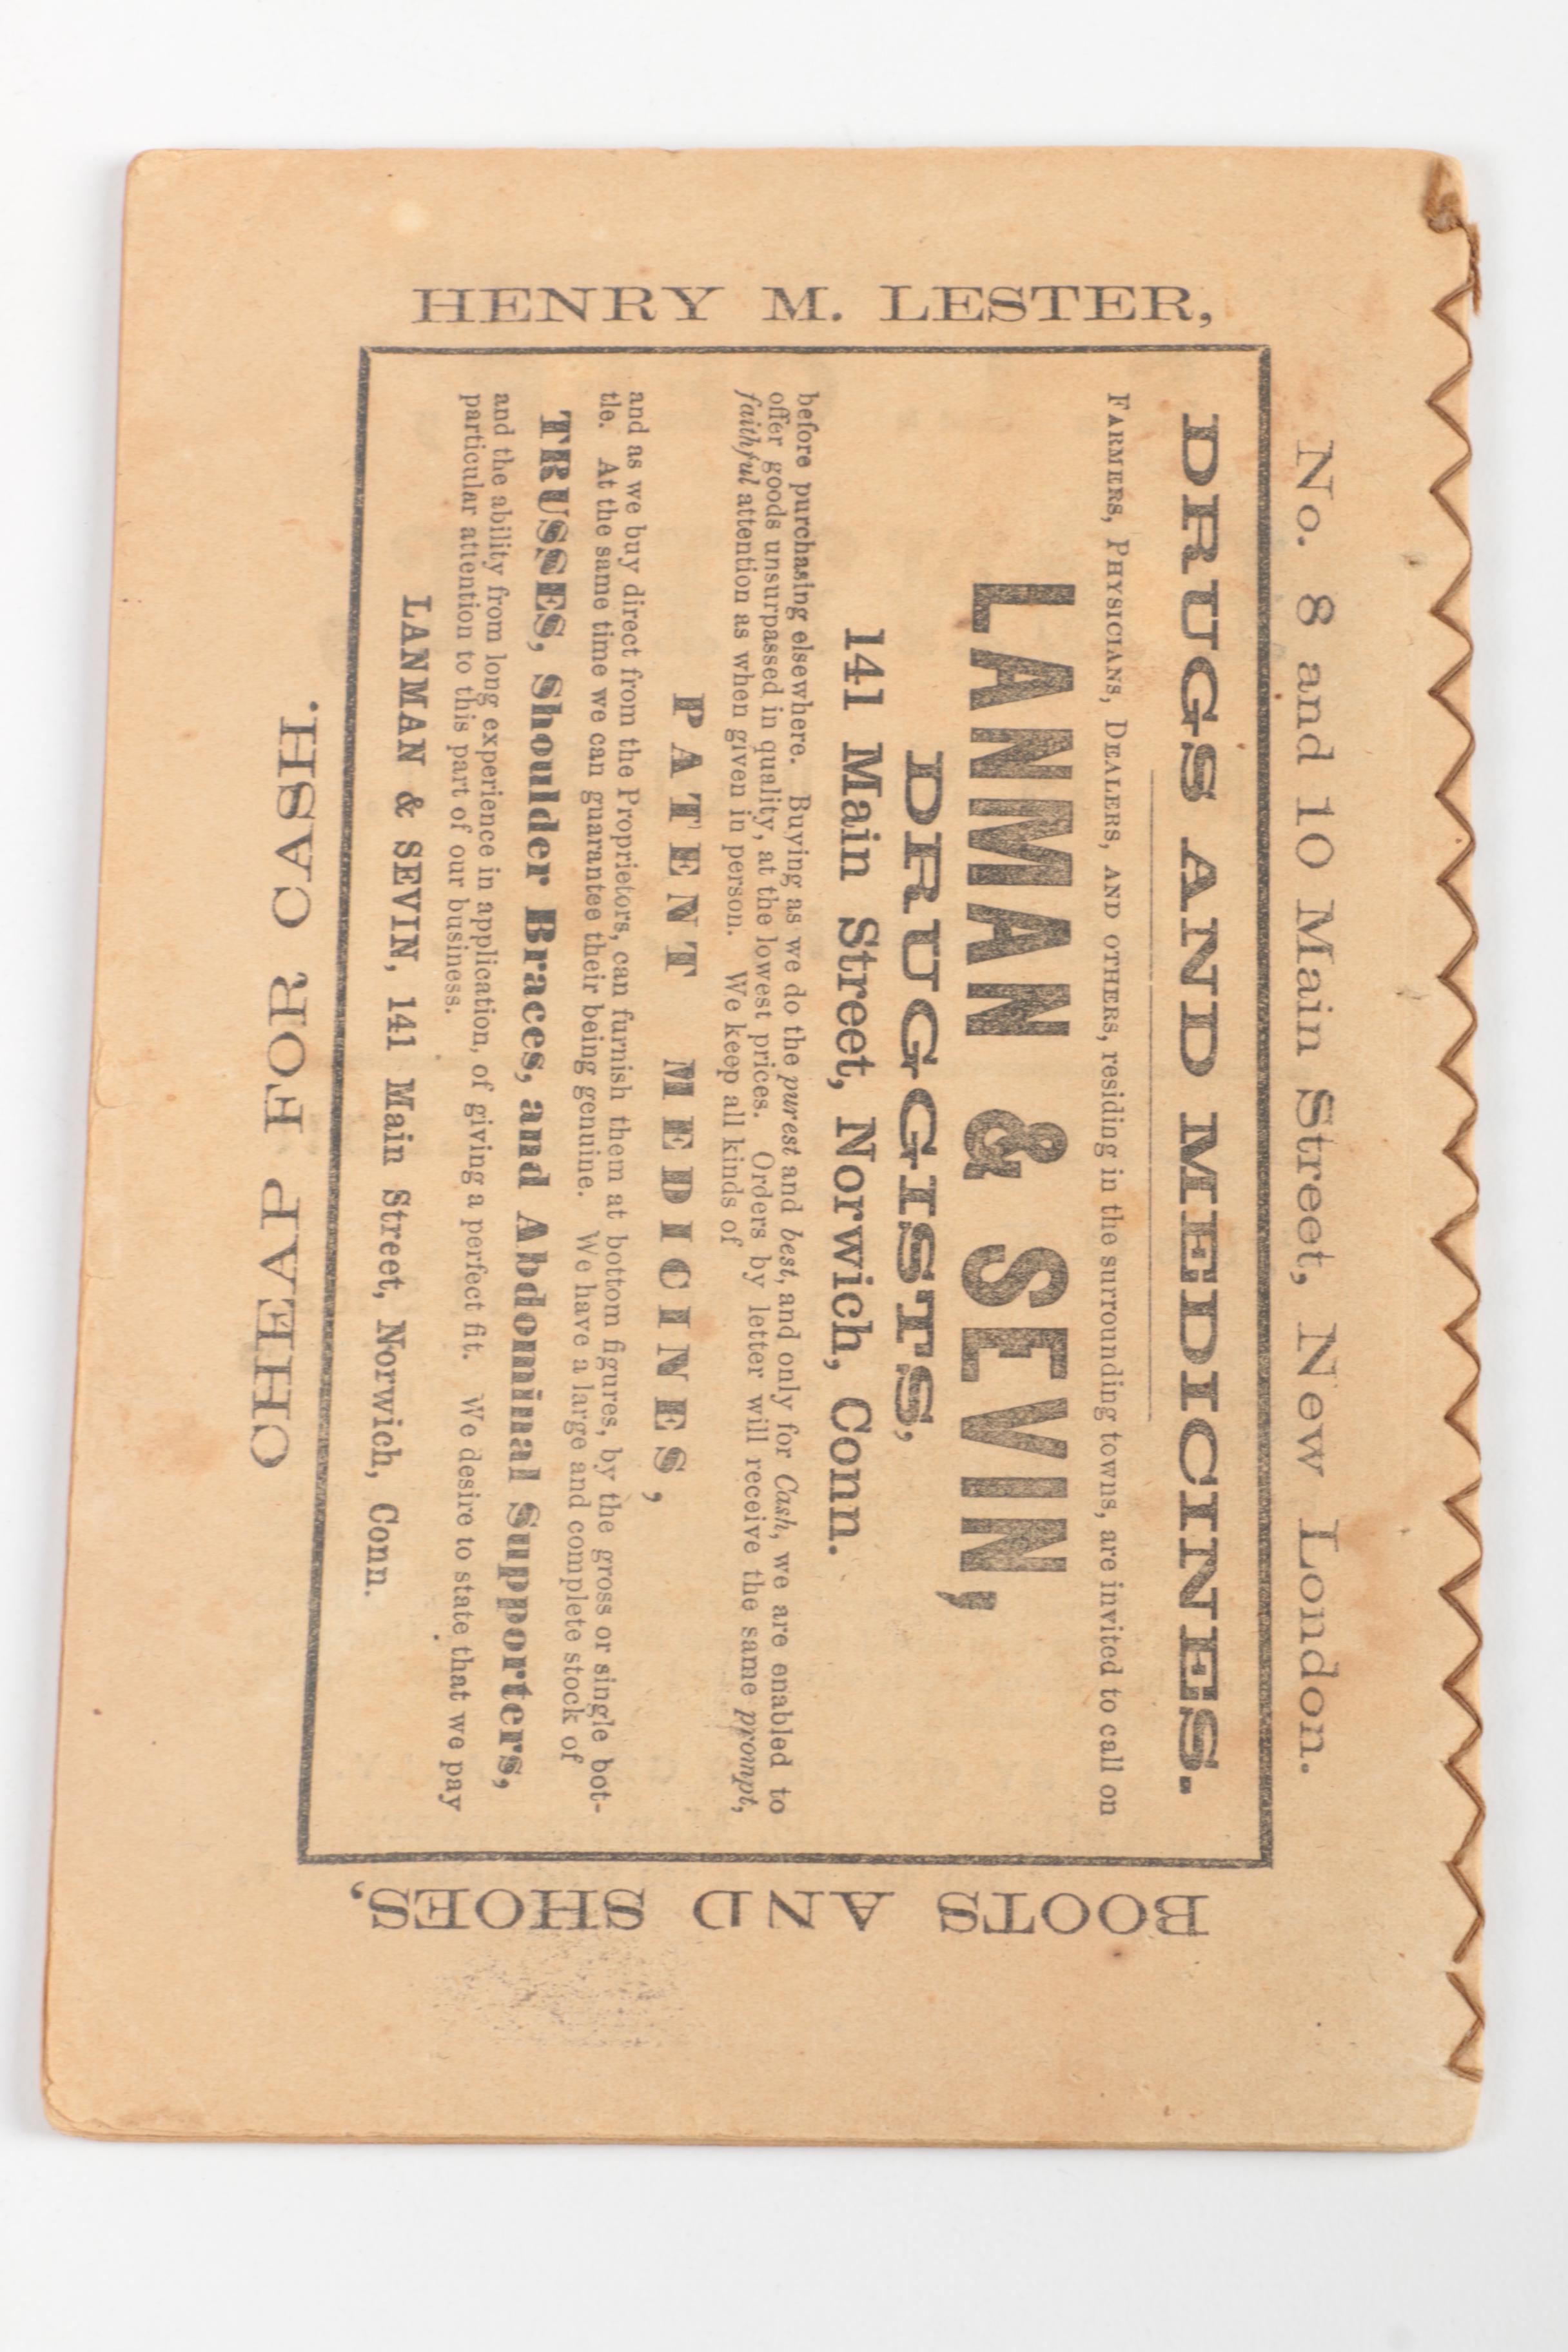 HENRY M. LESTER,
No. 8 and 10 Main Street, New London.
BOOTS AND SHOES,
CHEAP FOR CASH.
DRUGS AND MEDICINES.
FARMERS, PHYSICIANS, DEALERS, AND OTHERS, residing in the surrounding towns, are invited to call on
LANMAN & SEVIN,
DRUGGISTS,
141 Main Street, Norwich, Conn.
before purchasing elsewhere. Buying as we do the purest and best, and only for Cash, we are enabled to
offer goods unsurpassed in quality, at the lowest prices. Orders by letter will receive the same prompt,
faithful attention as when given in person. We keep all kinds of
PATENT MEDICINES,
and as we buy direct from the Proprietors, can furnish them at bottom figures, by the gross or single bot-
tle. At the same time we can guarantee their being genuine. We have a large and complete stock of
TRUSSES, Shoulder Braces, and Abdominal Supporters,
and the ability from long experience in application, of giving a perfect fit. We desire to state that we pay
particular attention to this part of our business.
LANMAN & SEVIN, 141 Main Street, Norwich, Conn.